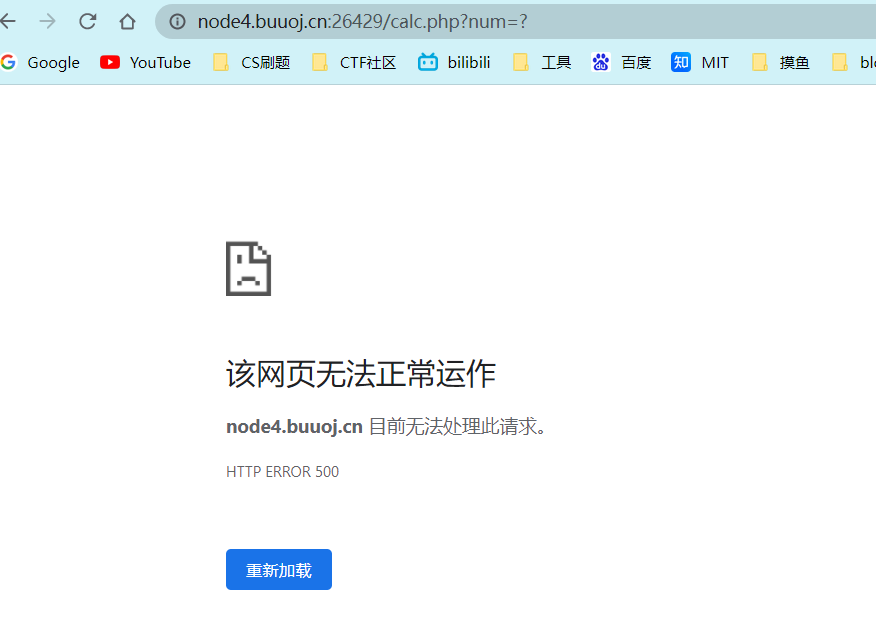 node4.buuoj.cn:26429/calc.php?num=?
Google YouTube CS刷题 CTF社区 bilibili 工具 百度 知 MIT 摸鱼
该网页无法正常运作
node4.buuoj.cn 目前无法处理此请求。
HTTP ERROR 500
重新加载